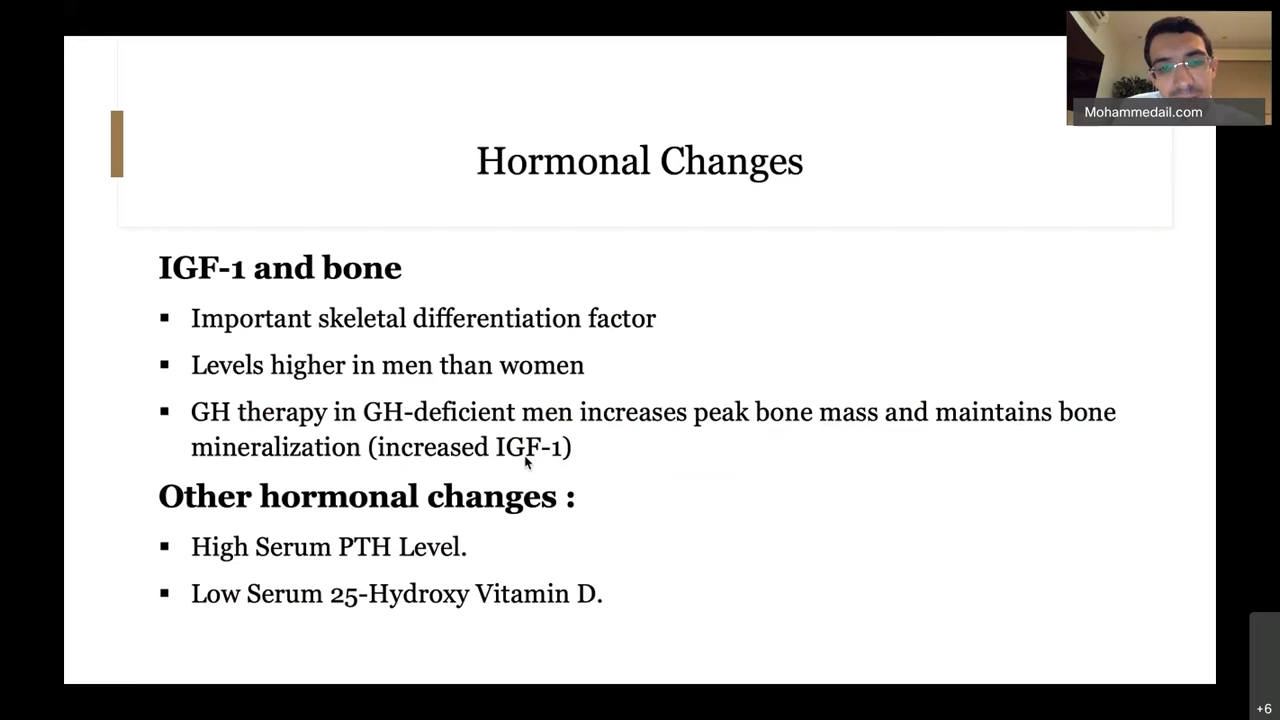 Mohammedail.com
Hormonal Changes
IGF-1 and bone
▪ Important skeletal differentiation factor
▪ Levels higher in men than women
▪ GH therapy in GH-deficient men increases peak bone mass and maintains bone
mineralization (increased IGF-1)
Other hormonal changes :
▪ High Serum PTH Level.
▪ Low Serum 25-Hydroxy Vitamin D.
+6